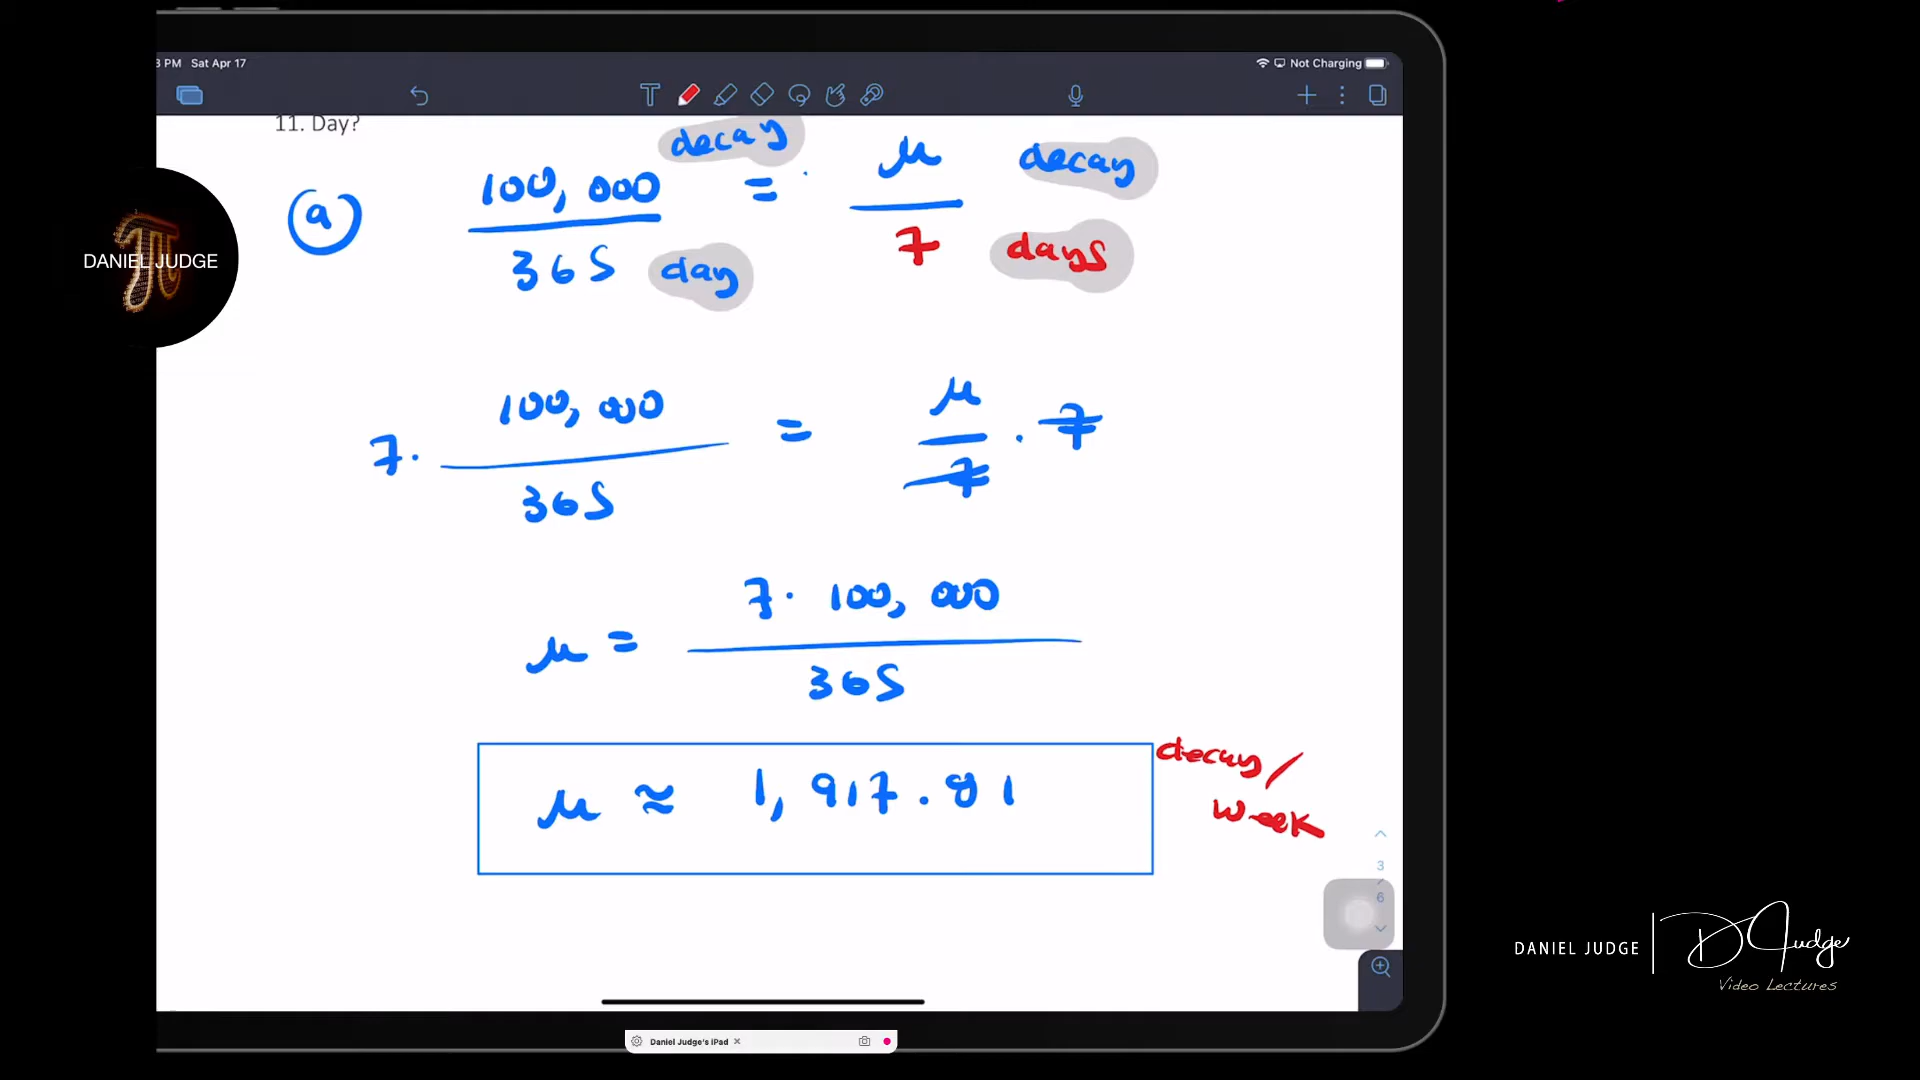 3 PM Sat Apr 17
Not Charging
11. Day?
decay
decay
100,000 = μ
ⓐ
365 day
7 days
7 · 100,000 / 365 = μ / 7 · 7
μ = 7 · 100,000 / 365
μ ≈ 1,917.81
decay/
week
3
6
DANIEL JUDGE
Daniel Judge's iPad ×
DANIEL JUDGE
DJudge
Video Lectures